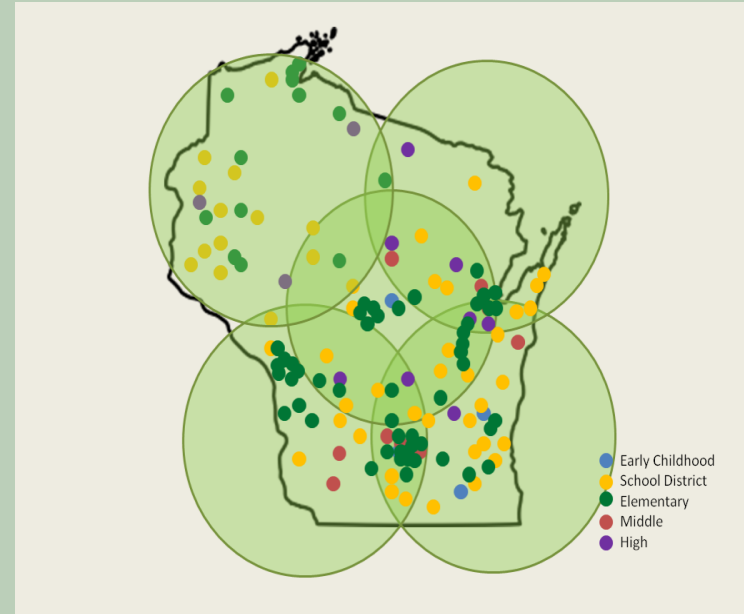 Early Childhood
School District
Elementary
Middle
High